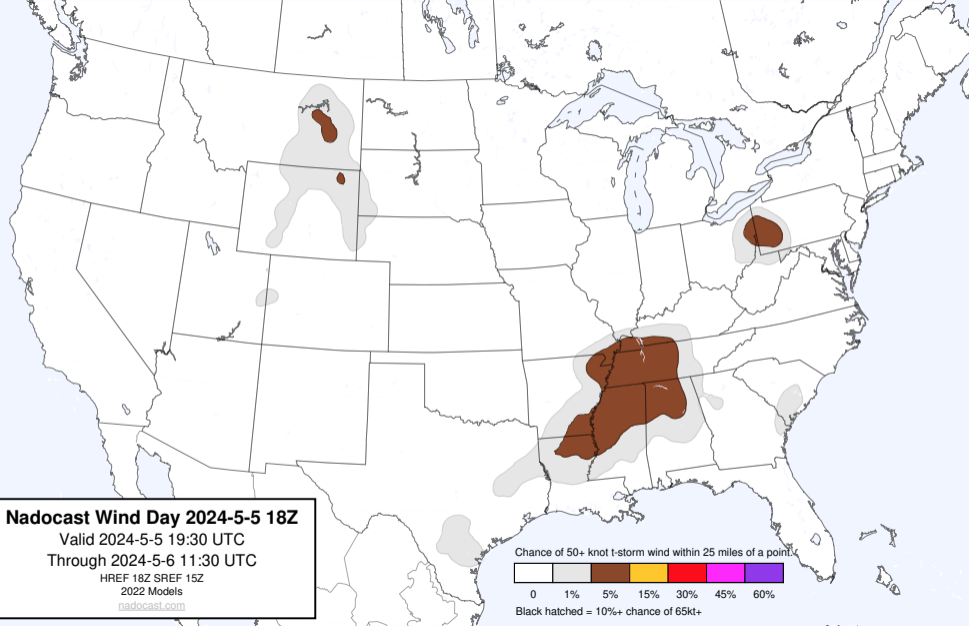 Nadocast Wind Day 2024-5-5 18Z
Valid 2024-5-5 19:30 UTC
Through 2024-5-6 11:30 UTC
HREF 18Z SREF 15Z
2022 Models
nadocast.com
Chance of 50+ knot t-storm wind within 25 miles of a point.
0 1% 5% 15% 30% 45% 60%
Black hatched = 10%+ chance of 65kt+